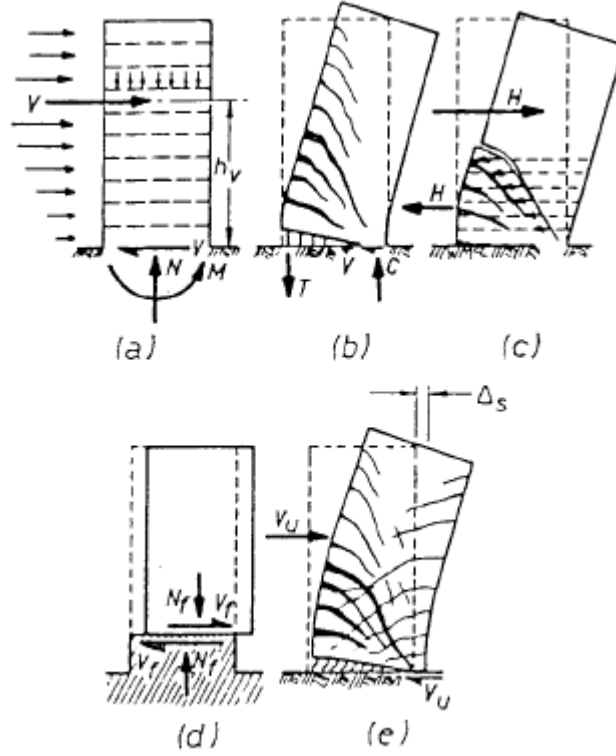 V
h_v
V
N
M
T
V
C
H
H
(a)
(b)
(c)
Δ_s
V_u
N_f
V_f
V_f
N_f
V_u
(d)
(e)